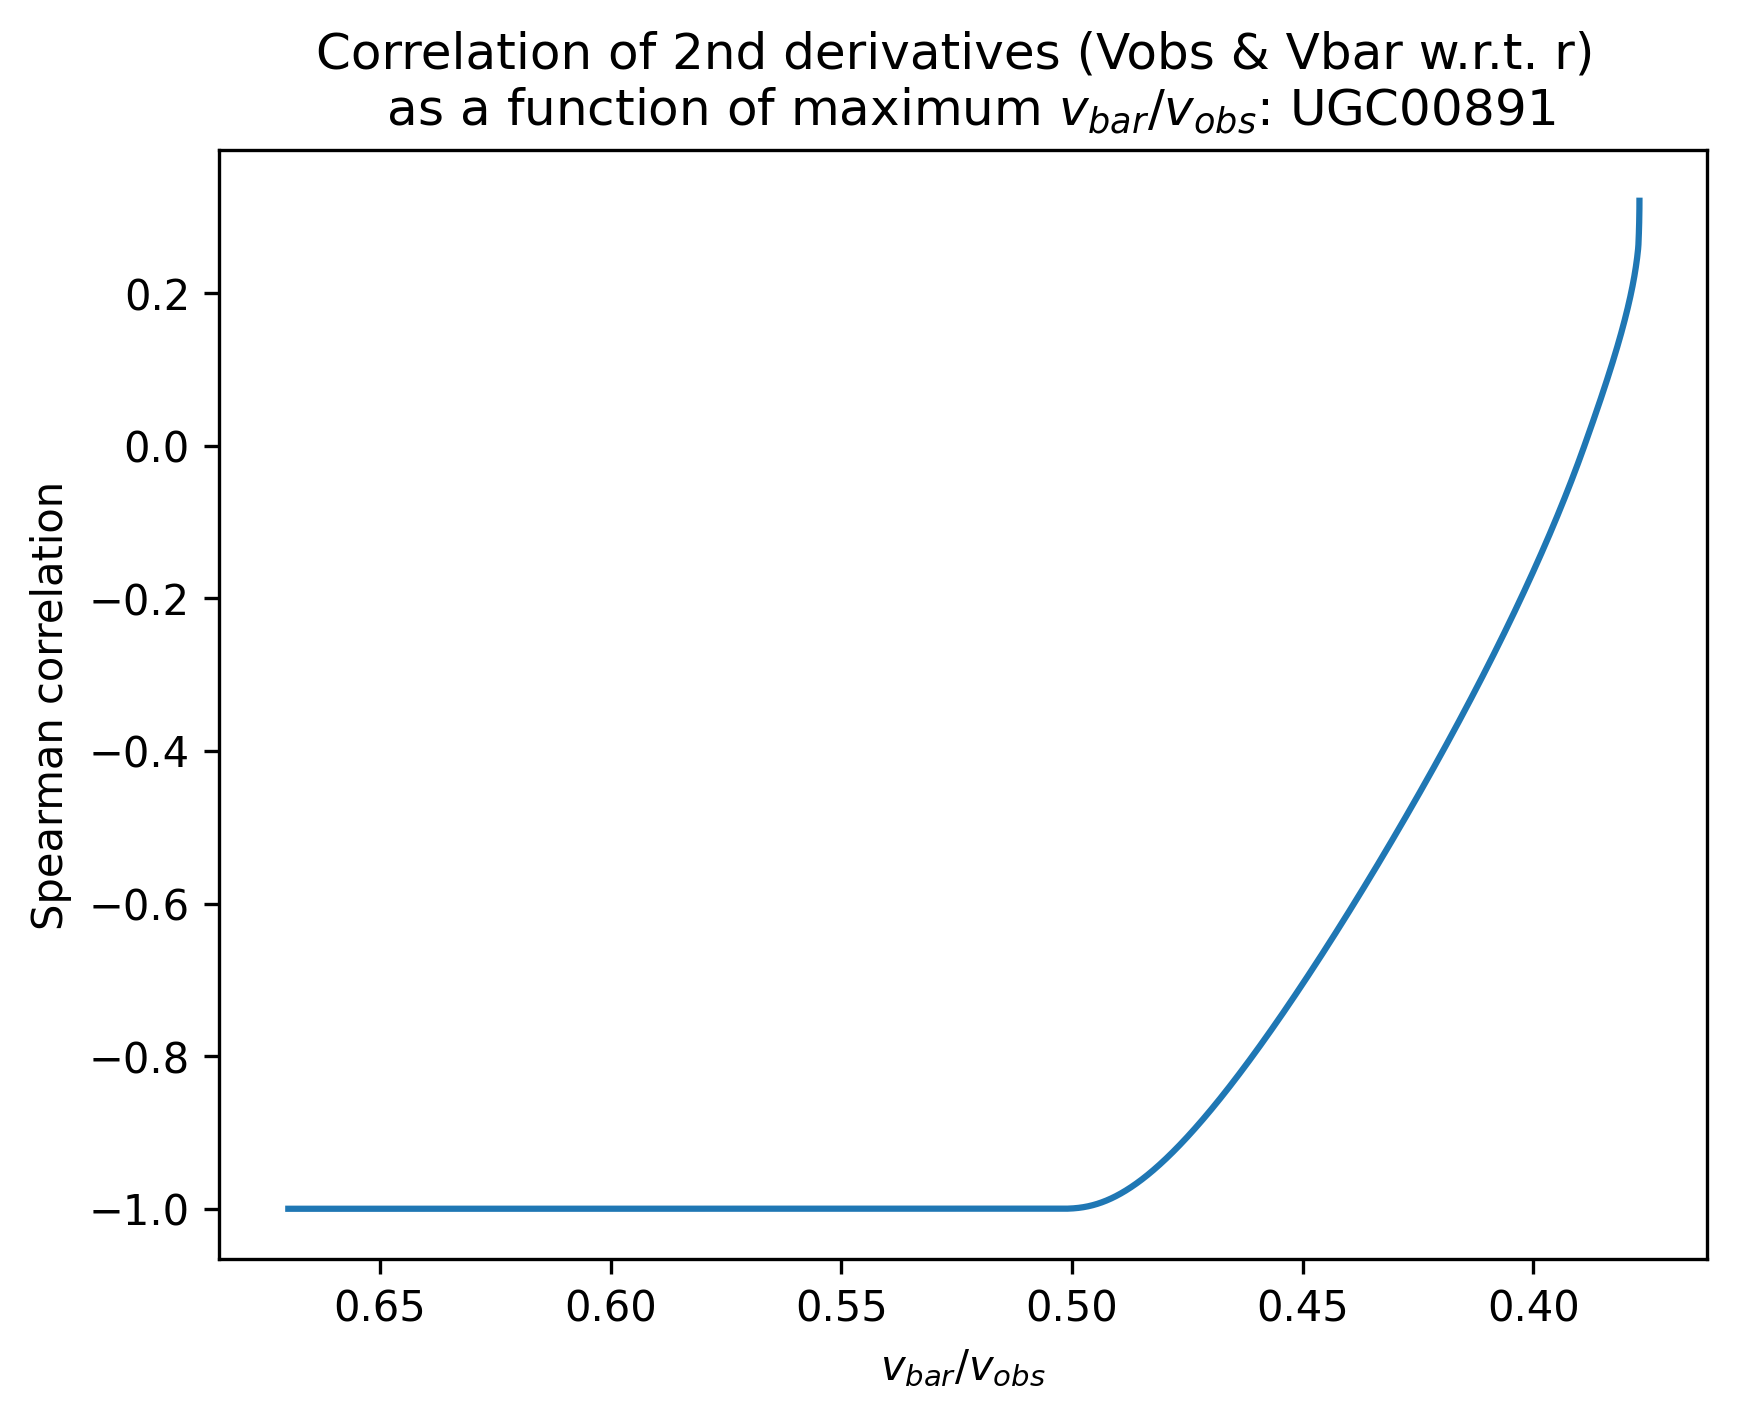 Correlation of 2nd derivatives (Vobs & Vbar w.r.t. r)
as a function of maximum v_bar/v_obs: UGC00891
0.2
0.0
−0.2
−0.4
−0.6
−0.8
−1.0
Spearman correlation
0.65 0.60 0.55 0.50 0.45 0.40
v_bar/v_obs